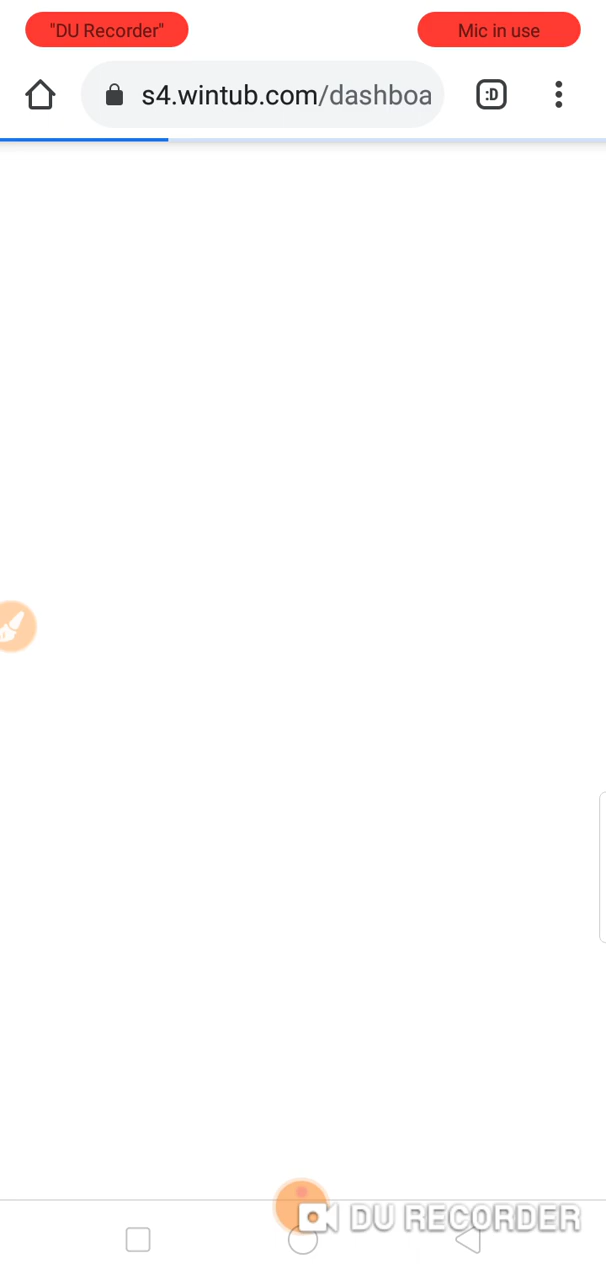 "DU Recorder"
Mic in use
s4.wintub.com/dashboa
:D
DU RECORDER